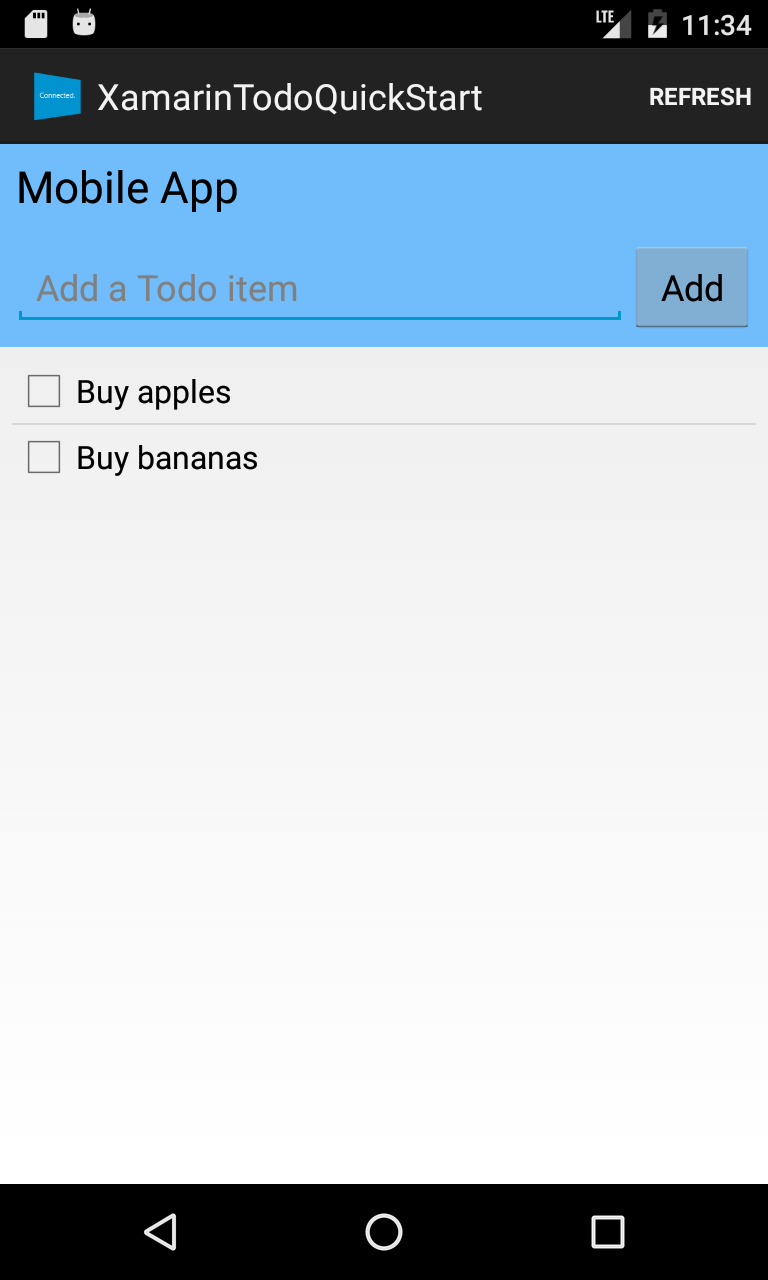 LTE 11:34
Connected. XamarinTodoQuickStart REFRESH
Mobile App
Add a Todo item Add
Buy apples
Buy bananas